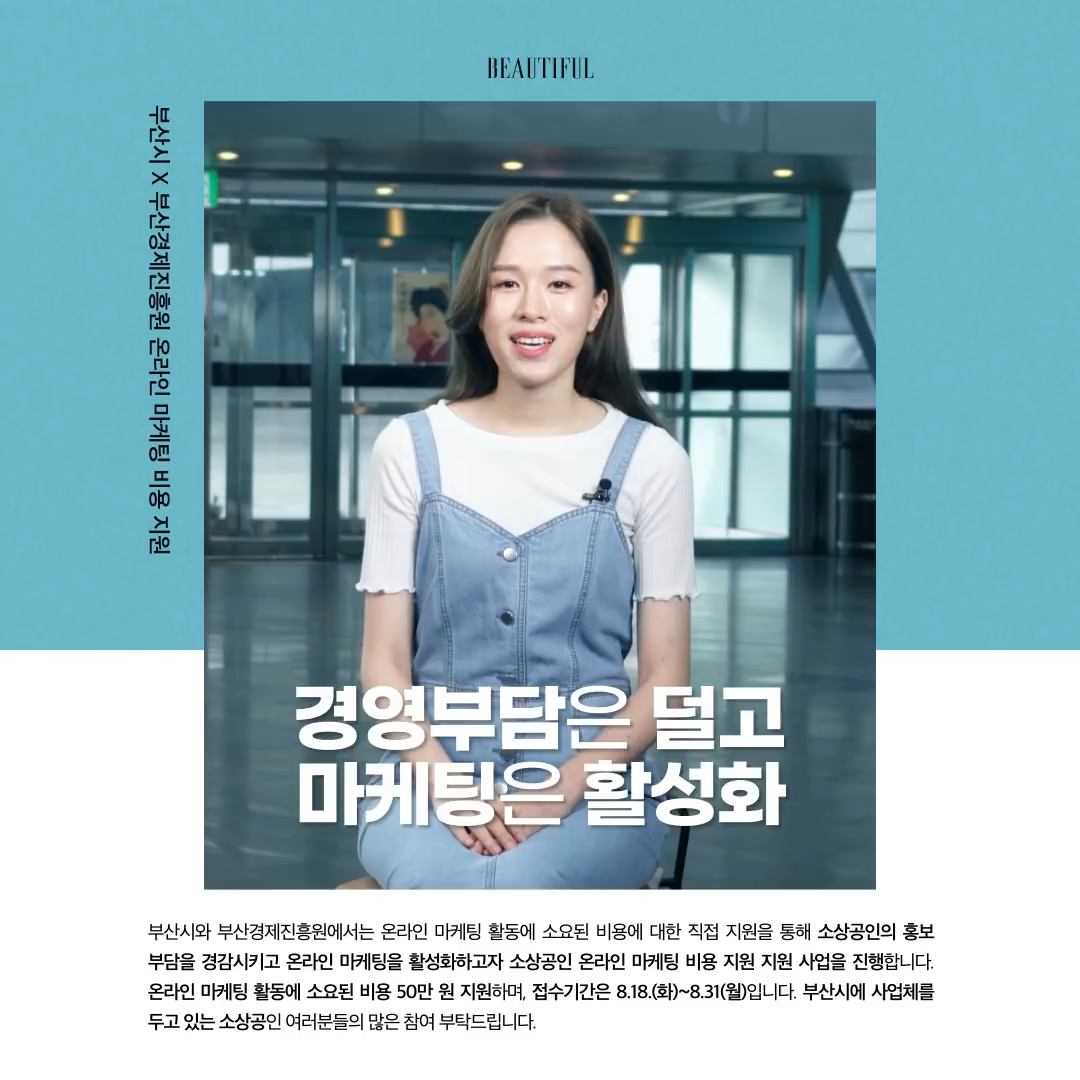 BEAUTIFUL
부산시 X 부산경제진흥원 온라인 마케팅 비용 지원
경영부담은 덜고
마케팅은 활성화
부산시와 부산경제진흥원에서는 온라인 마케팅 활동에 소요된 비용에 대한 직접 지원을 통해 소상공인의 홍보
부담을 경감시키고 온라인 마케팅을 활성화하고자 소상공인 온라인 마케팅 비용 지원 지원 사업을 진행합니다.
온라인 마케팅 활동에 소요된 비용 50만 원 지원하며, 접수기간은 8.18.(화)~8.31(월)입니다. 부산시에 사업체를
두고 있는 소상공인 여러분들의 많은 참여 부탁드립니다.